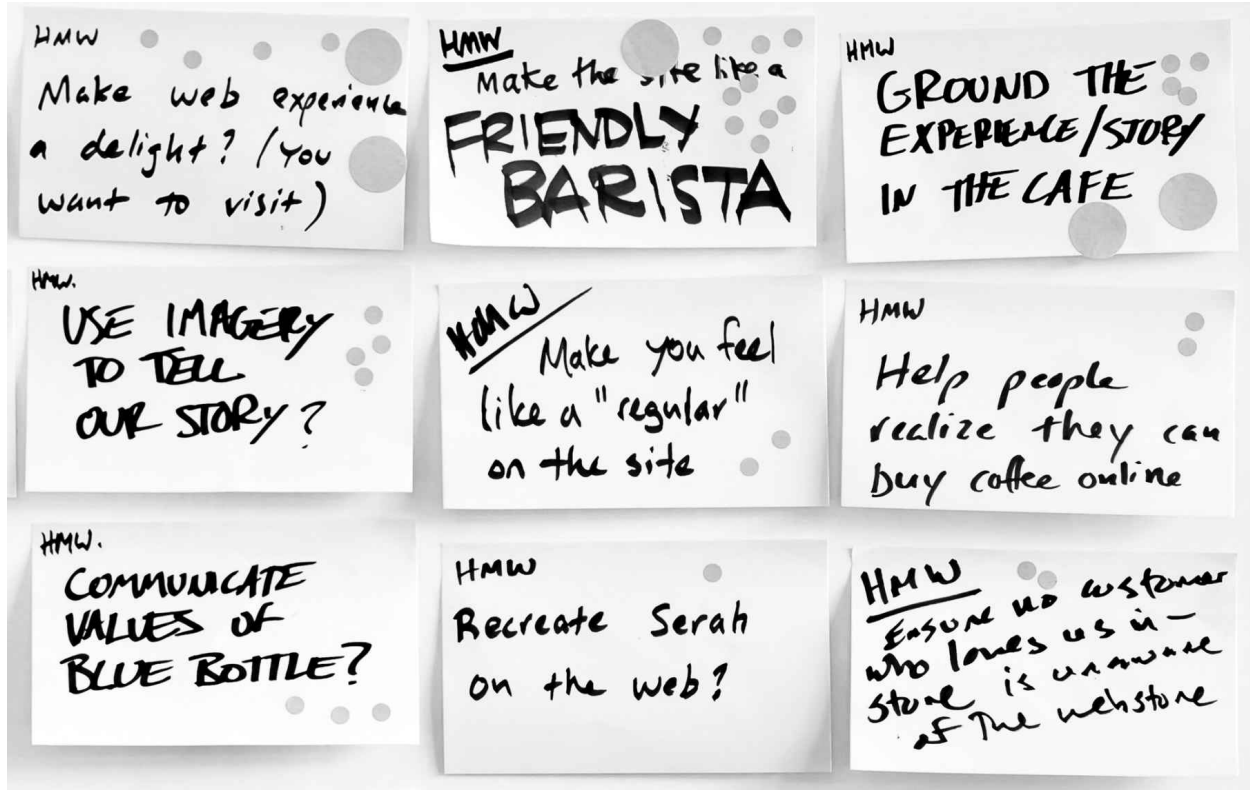 HMW
Make web experience
a delight? (You
want to visit)
HMW
Make the site like a
FRIENDLY
BARISTA
HMW
GROUND THE
EXPERIENCE/STORY
IN THE CAFE
HMW.
USE IMAGERY
TO TELL
OUR STORY?
HMW
Make you feel
like a "regular"
on the site
HMW
Help people
realize they can
buy coffee online
HMW.
COMMUNICATE
VALUES OF
BLUE BOTTLE?
HMW
Recreate Serah
on the web?
HMW
Ensure no customer
who loves us in-
store is unaware
of the webstore